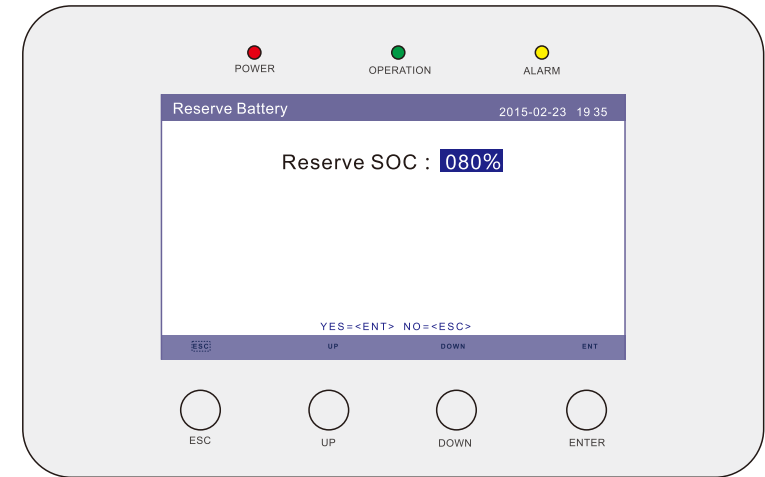 POWER OPERATION ALARM
Reserve Battery 2015-02-23 19 35
Reserve SOC : 080%
YES=<ENT> NO=<ESC>
ESC UP DOWN ENT
ESC UP DOWN ENTER